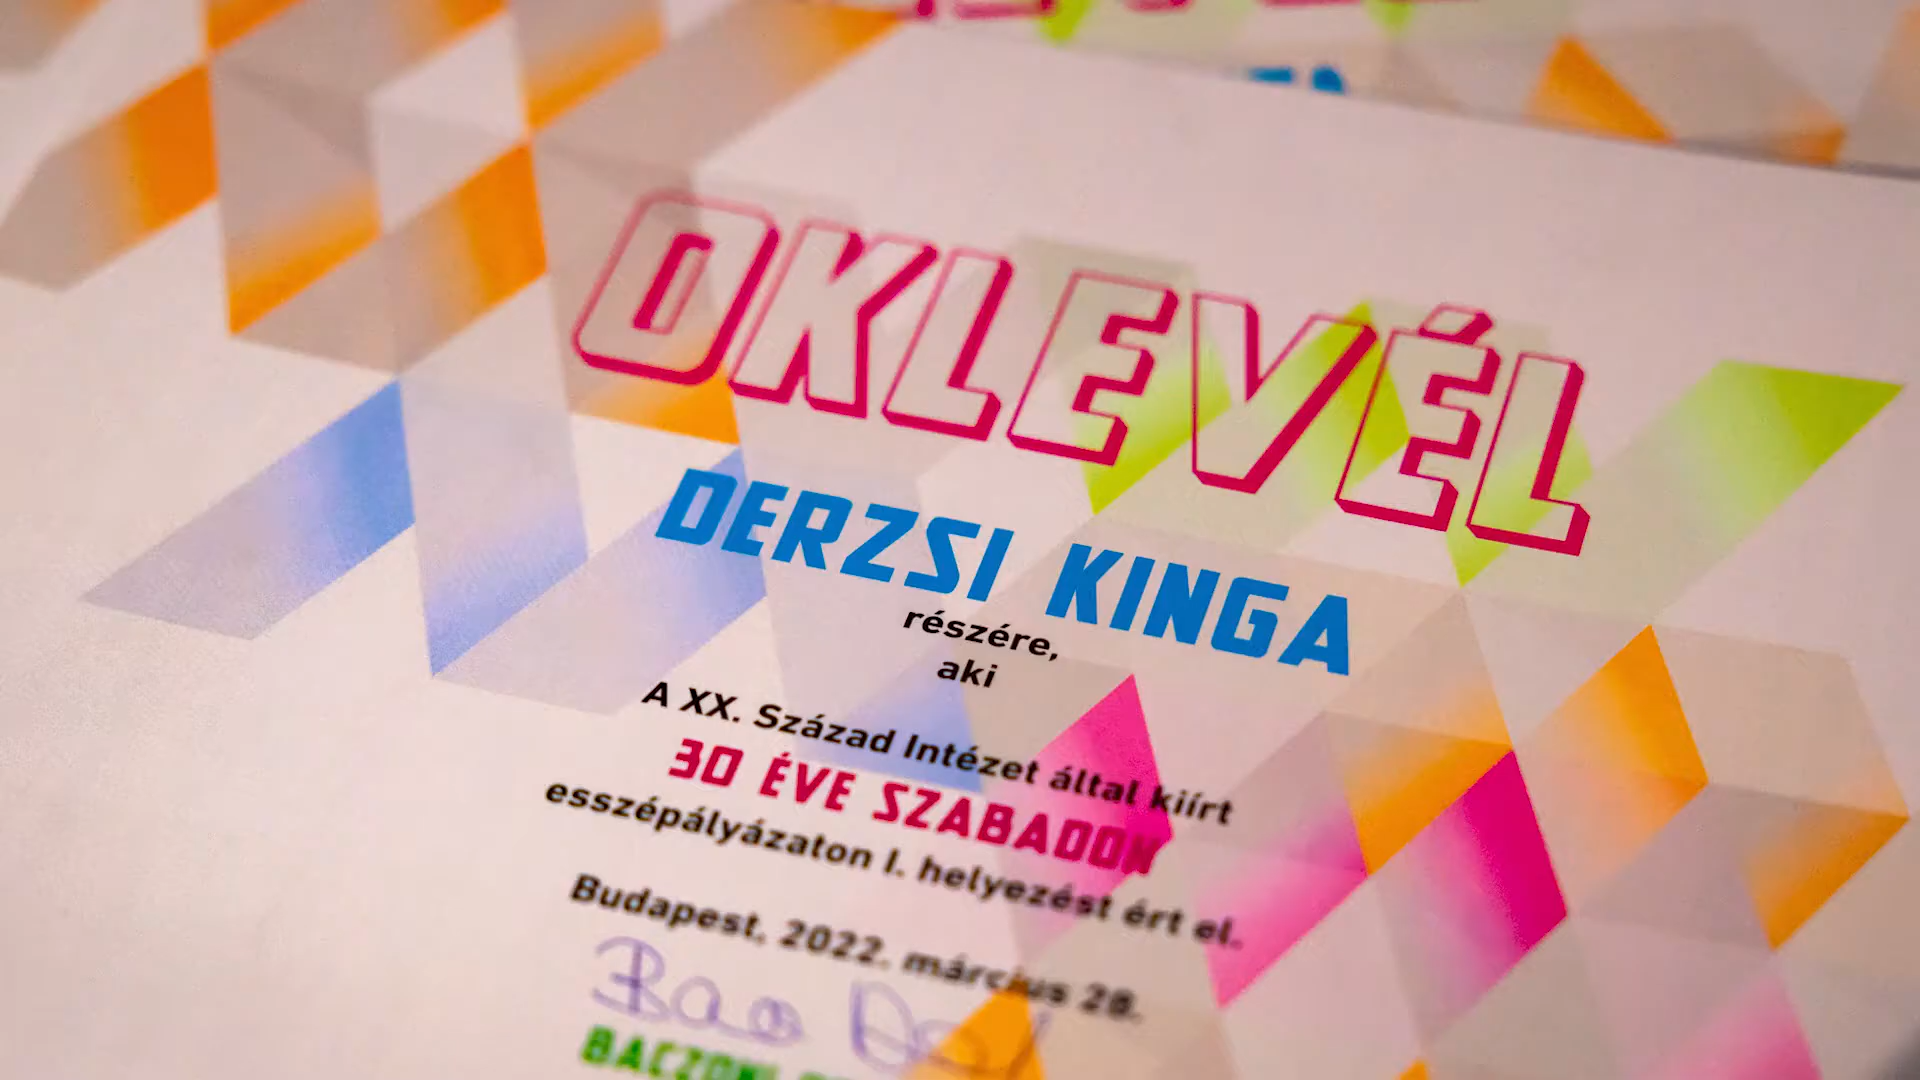 OKLEVÉL
DERZSI KINGA
részére,
aki
A XX. Század Intézet által kiírt
30 ÉVE SZABADON
esszépályázaton I. helyezést ért el.
Budapest, 2022. március 28.
BACZONI